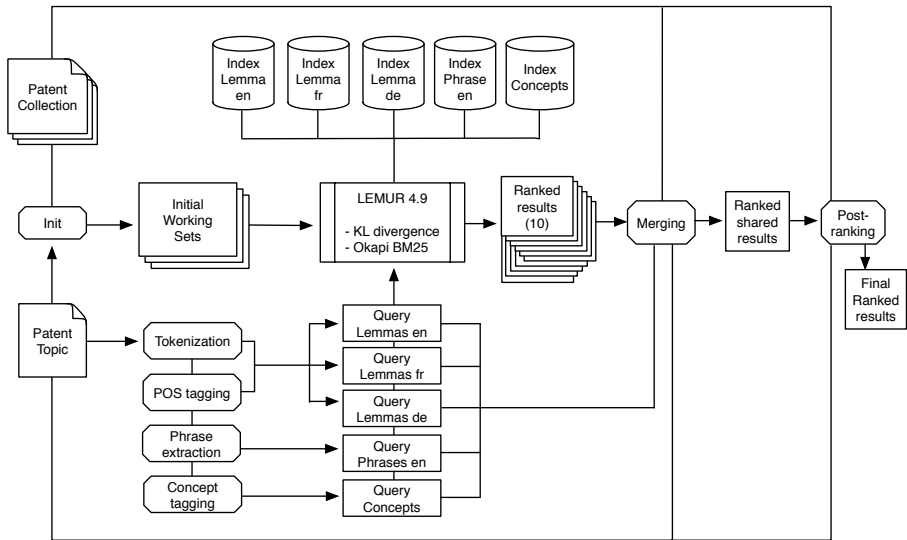 Patent
Collection
Index
Lemma
en
Index
Lemma
fr
Index
Lemma
de
Index
Phrase
en
Index
Concepts
Init
Initial
Working
Sets
LEMUR 4.9
- KL divergence
- Okapi BM25
Ranked
results
(10)
Merging
Ranked
shared
results
Post-
ranking
Final
Ranked
results
Patent
Topic
Tokenization
POS tagging
Phrase
extraction
Concept
tagging
Query
Lemmas en
Query
Lemmas fr
Query
Lemmas de
Query
Phrases en
Query
Concepts